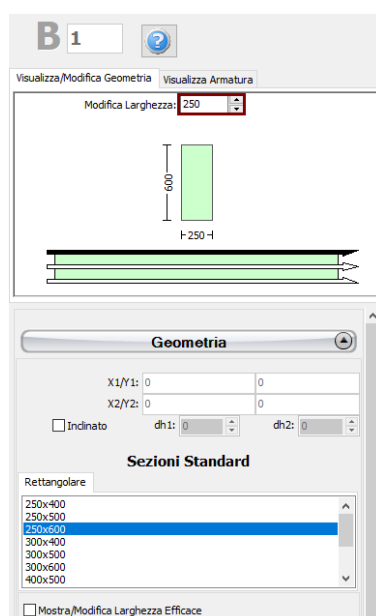 B 1
Visualizza/Modifica Geometria Visualizza Armatura
Modifica Larghezza: 250
600
250
Geometria
X1/Y1: 0 0
X2/Y2: 0 0
Inclinato dh1: 0 dh2: 0
Sezioni Standard
Rettangolare
250x400
250x500
250x600
300x400
300x500
300x600
400x500
Mostra/Modifica Larghezza Efficace